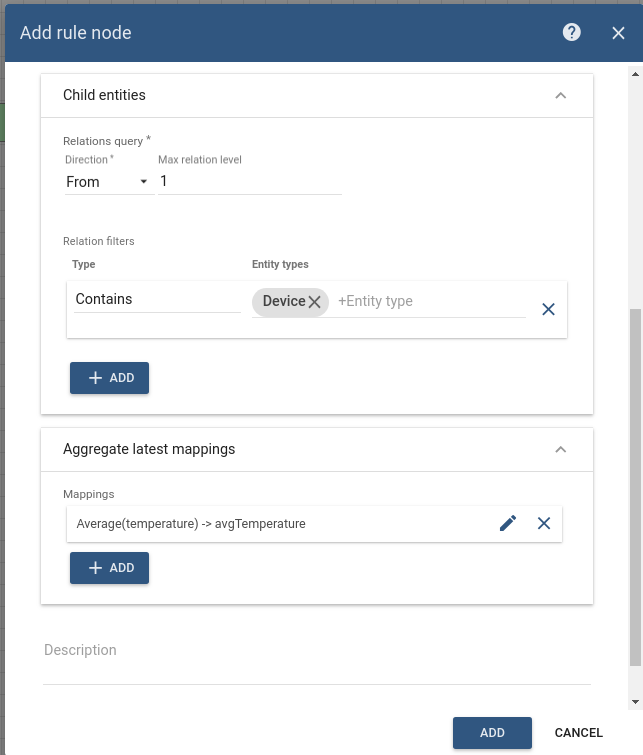 Add rule node
Child entities
Relations query *
Direction * Max relation level
From 1
Relation filters
Type Entity types
Contains Device +Entity type
ADD
Aggregate latest mappings
Mappings
Average(temperature) -> avgTemperature
ADD
Description
ADD CANCEL